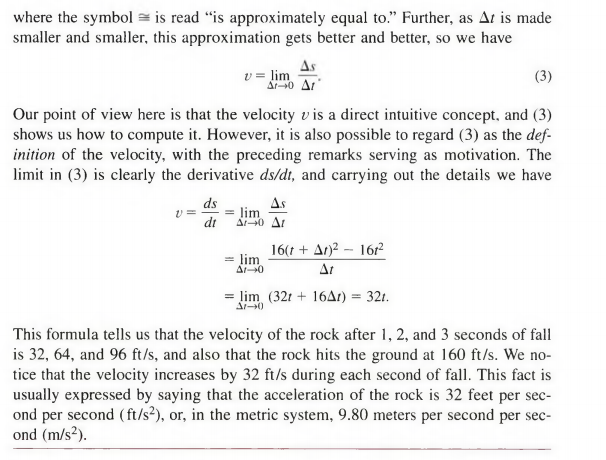 where the symbol ≅ is read “is approximately equal to.” Further, as Δt is made
smaller and smaller, this approximation gets better and better, so we have
v = lim_{Δt→0} Δs/Δt. (3)
Our point of view here is that the velocity v is a direct intuitive concept, and (3)
shows us how to compute it. However, it is also possible to regard (3) as the def-
inition of the velocity, with the preceding remarks serving as motivation. The
limit in (3) is clearly the derivative ds/dt, and carrying out the details we have
v = ds/dt = lim_{Δt→0} Δs/Δt
= lim_{Δt→0} (16(t + Δt)² − 16t²)/Δt
= lim_{Δt→0} (32t + 16Δt) = 32t.
This formula tells us that the velocity of the rock after 1, 2, and 3 seconds of fall
is 32, 64, and 96 ft/s, and also that the rock hits the ground at 160 ft/s. We no-
tice that the velocity increases by 32 ft/s during each second of fall. This fact is
usually expressed by saying that the acceleration of the rock is 32 feet per sec-
ond per second (ft/s²), or, in the metric system, 9.80 meters per second per sec-
ond (m/s²).